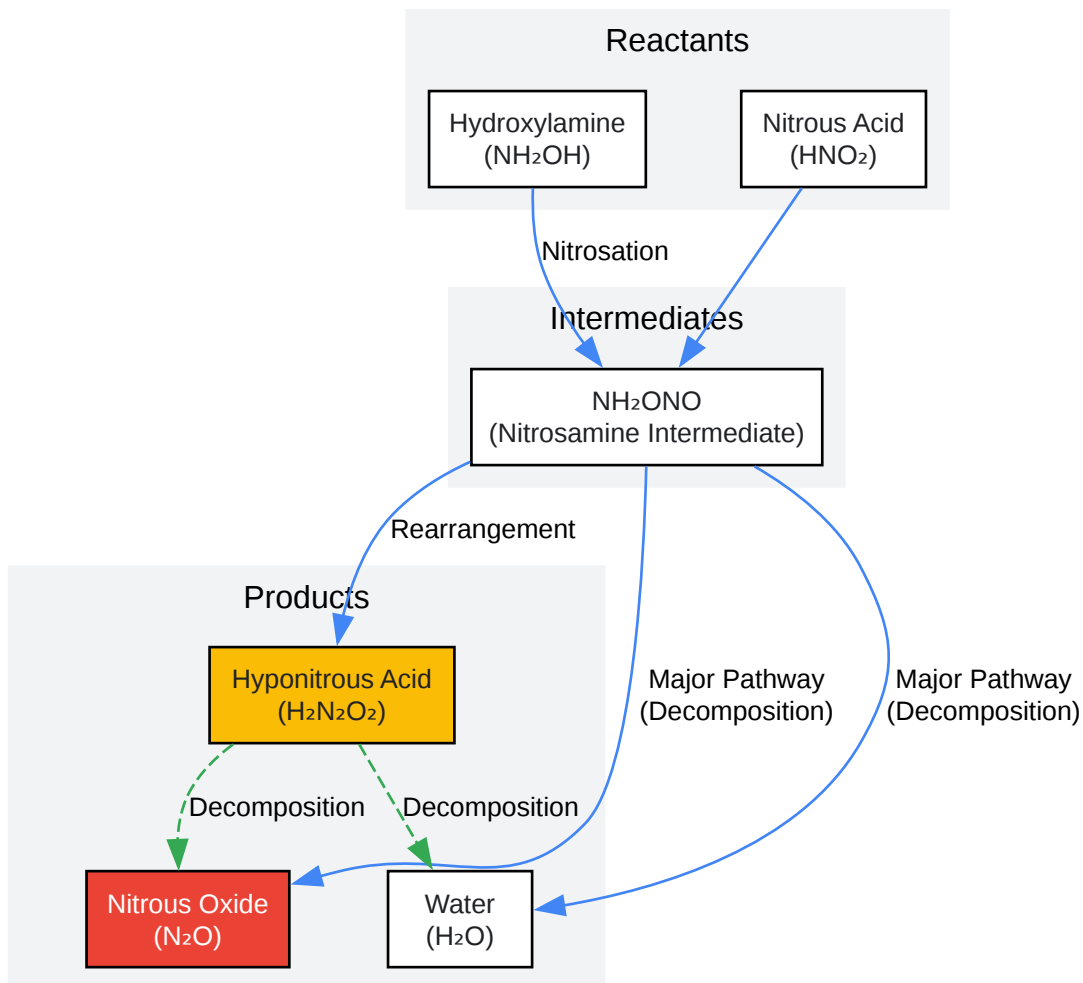 Reactants
Hydroxylamine
(NH₂OH)
Nitrous Acid
(HNO₂)
Nitrosation
Intermediates
NH₂ONO
(Nitrosamine Intermediate)
Rearrangement
Products
Hyponitrous Acid
(H₂N₂O₂)
Major Pathway
(Decomposition)
Major Pathway
(Decomposition)
Decomposition
Decomposition
Nitrous Oxide
(N₂O)
Water
(H₂O)